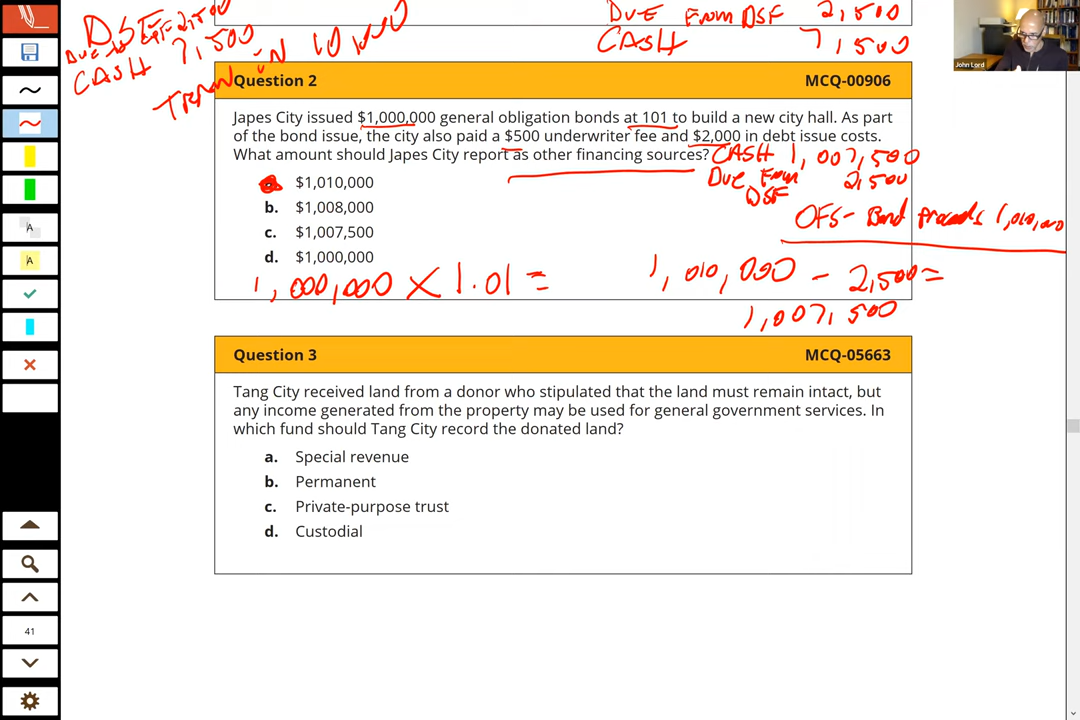 DSF
Due to 2,500
CASH 7,500
10,000
Due From DSF 2,500
CASH 7,500
John Lord
Question 2 MCQ-00906
Japes City issued $1,000,000 general obligation bonds at 101 to build a new city hall. As part
of the bond issue, the city also paid a $500 underwriter fee and $2,000 in debt issue costs.
What amount should Japes City report as other financing sources?
CASH 1,007,500
Due From 2,500
DSF
OFS- Bond Proceeds 1,010,000
a. $1,010,000
b. $1,008,000
c. $1,007,500
d. $1,000,000
1,000,000 X 1.01 =
1,010,000 - 2,500 =
1,007,500
Question 3 MCQ-05663
Tang City received land from a donor who stipulated that the land must remain intact, but
any income generated from the property may be used for general government services. In
which fund should Tang City record the donated land?
a. Special revenue
b. Permanent
c. Private-purpose trust
d. Custodial
A
A
41